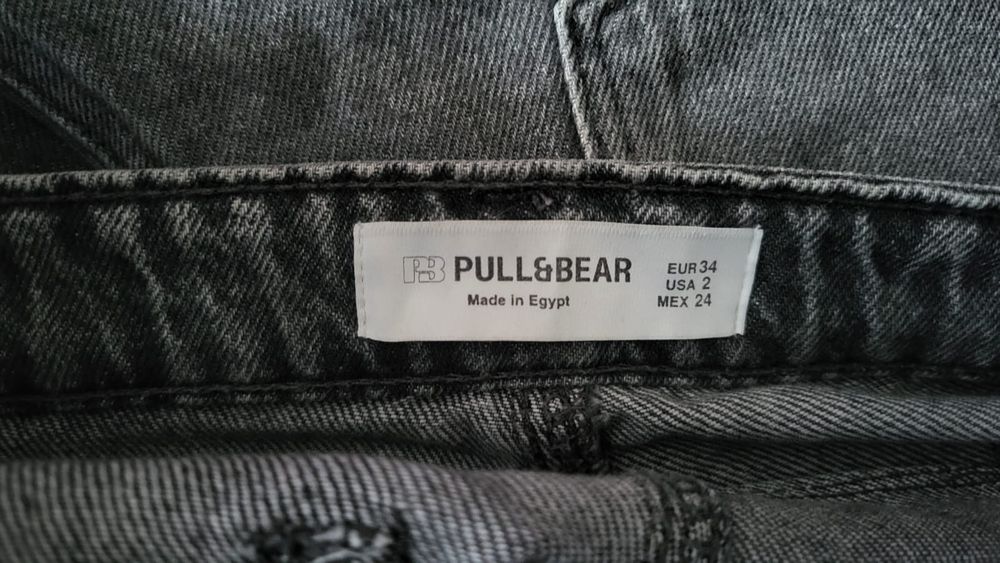 PB PULL&BEAR
Made in Egypt
EUR 34
USA 2
MEX 24